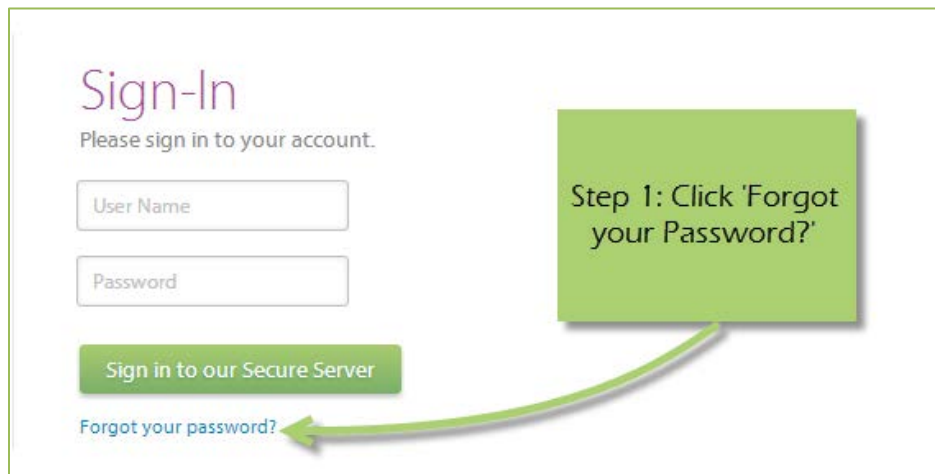 Sign-In
Please sign in to your account.
User Name
Password
Sign in to our Secure Server
Forgot your password?
Step 1: Click 'Forgot
your Password?'